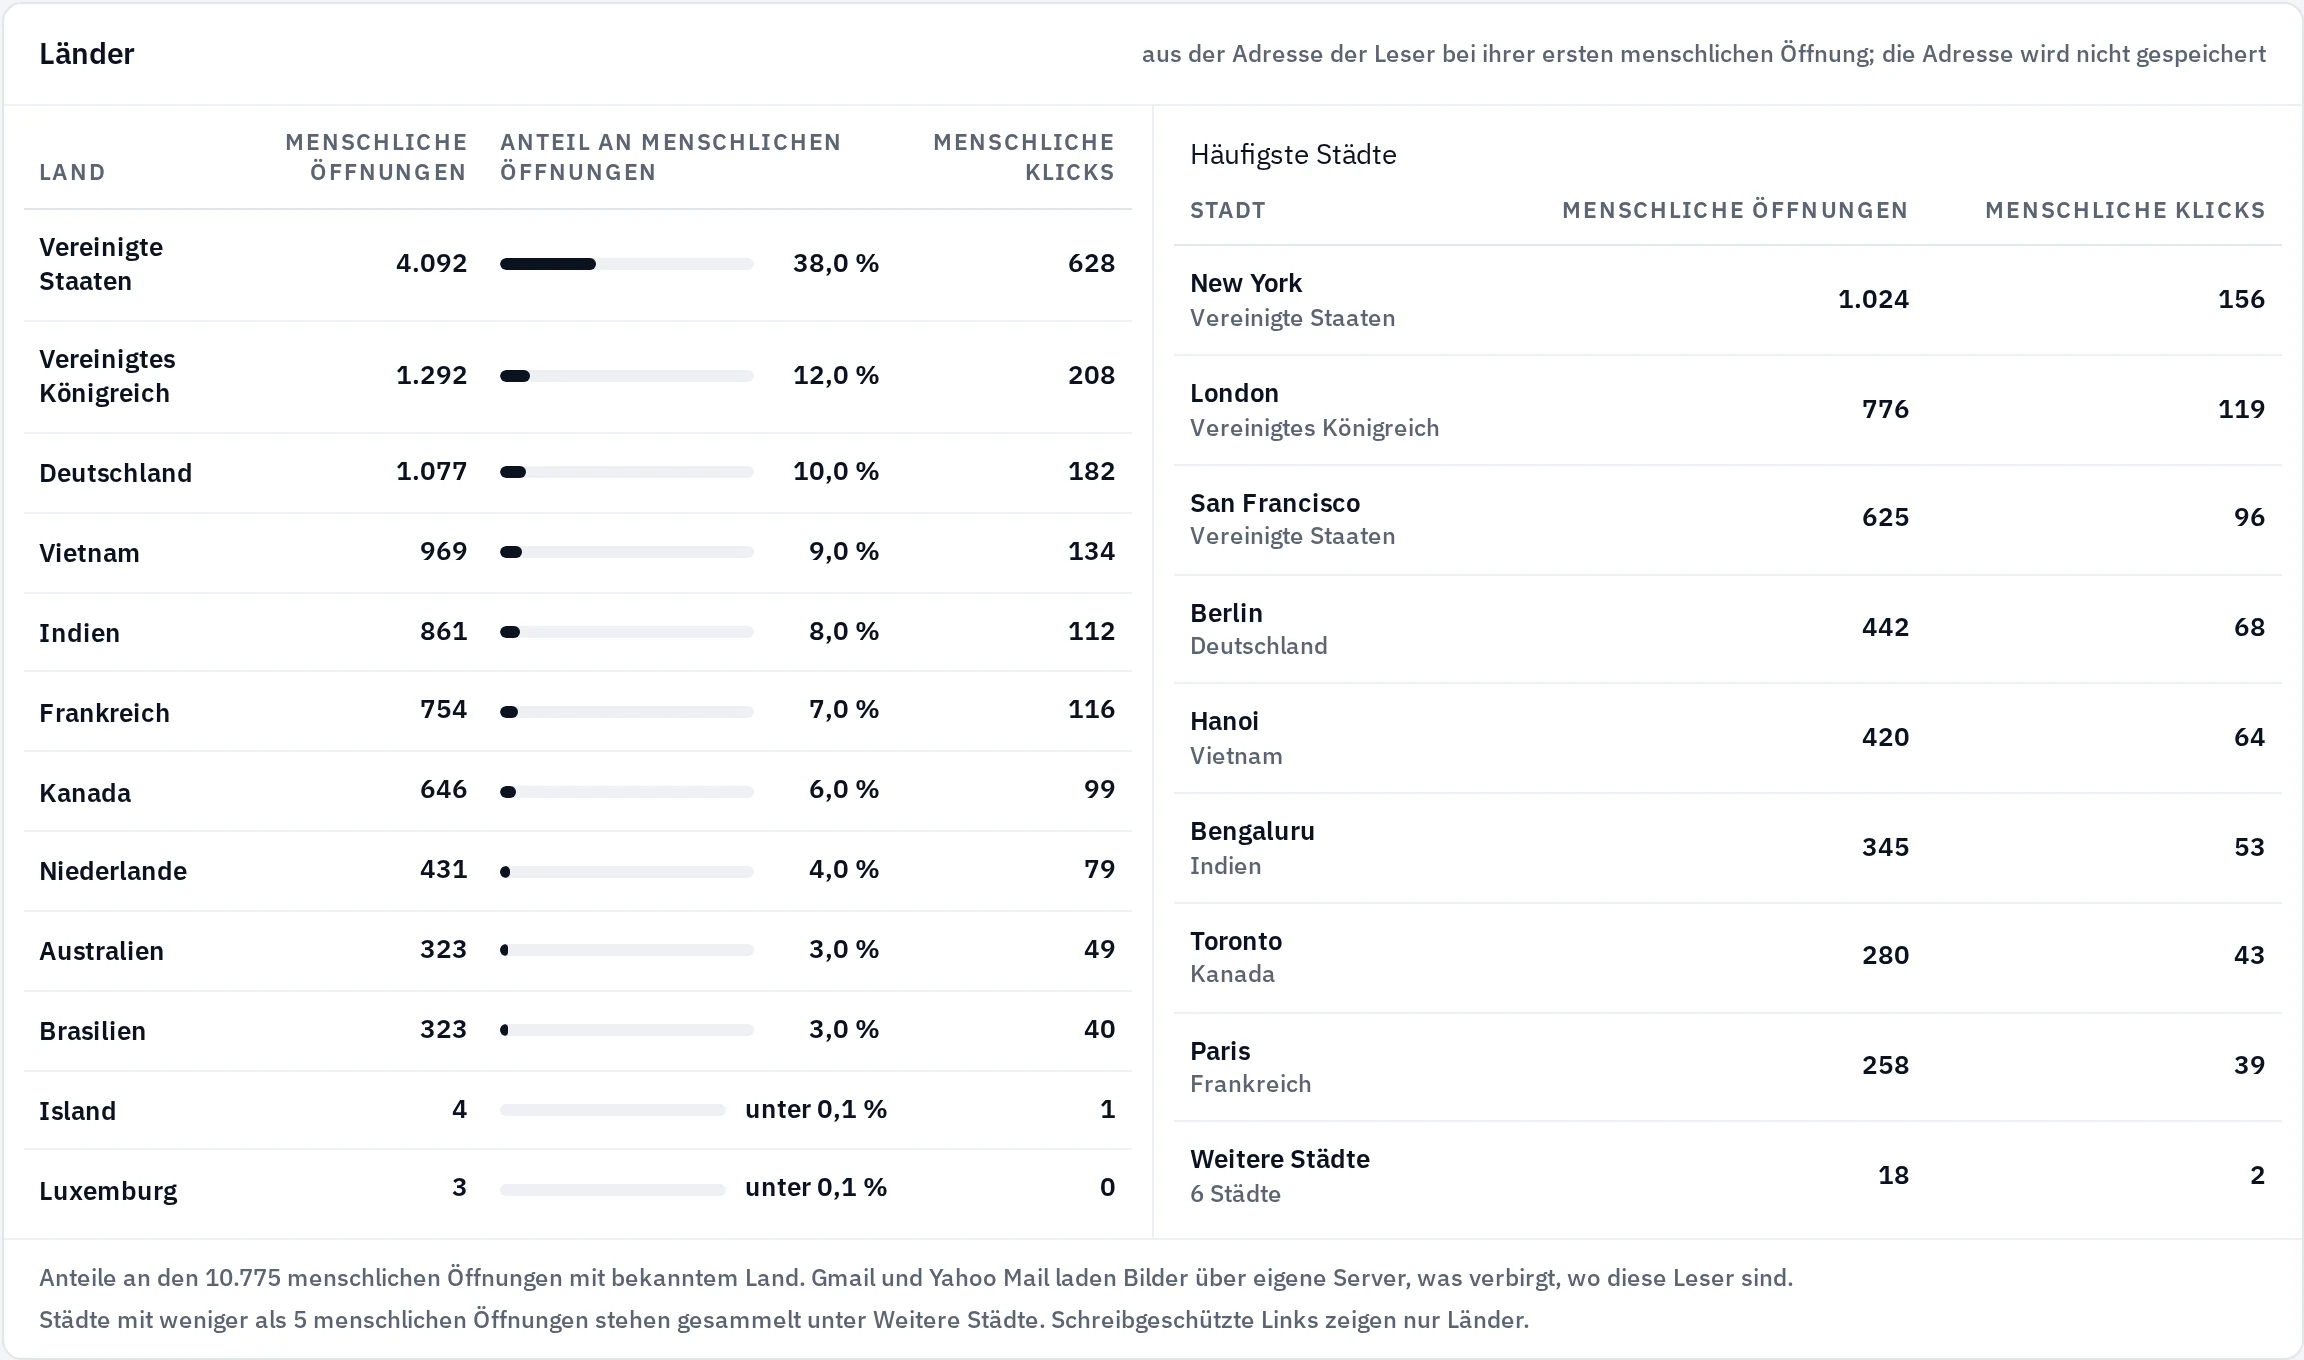 Länder
aus der Adresse der Leser bei ihrer ersten menschlichen Öffnung; die Adresse wird nicht gespeichert
LAND MENSCHLICHE ÖFFNUNGEN ANTEIL AN MENSCHLICHEN ÖFFNUNGEN MENSCHLICHE KLICKS
Vereinigte Staaten 4.092 38,0 % 628
Vereinigtes Königreich 1.292 12,0 % 208
Deutschland 1.077 10,0 % 182
Vietnam 969 9,0 % 134
Indien 861 8,0 % 112
Frankreich 754 7,0 % 116
Kanada 646 6,0 % 99
Niederlande 431 4,0 % 79
Australien 323 3,0 % 49
Brasilien 323 3,0 % 40
Island 4 unter 0,1 % 1
Luxemburg 3 unter 0,1 % 0
Häufigste Städte
STADT MENSCHLICHE ÖFFNUNGEN MENSCHLICHE KLICKS
New York 1.024 156
Vereinigte Staaten
London 776 119
Vereinigtes Königreich
San Francisco 625 96
Vereinigte Staaten
Berlin 442 68
Deutschland
Hanoi 420 64
Vietnam
Bengaluru 345 53
Indien
Toronto 280 43
Kanada
Paris 258 39
Frankreich
Weitere Städte 18 2
6 Städte
Anteile an den 10.775 menschlichen Öffnungen mit bekanntem Land. Gmail und Yahoo Mail laden Bilder über eigene Server, was verbirgt, wo diese Leser sind.
Städte mit weniger als 5 menschlichen Öffnungen stehen gesammelt unter Weitere Städte. Schreibgeschützte Links zeigen nur Länder.